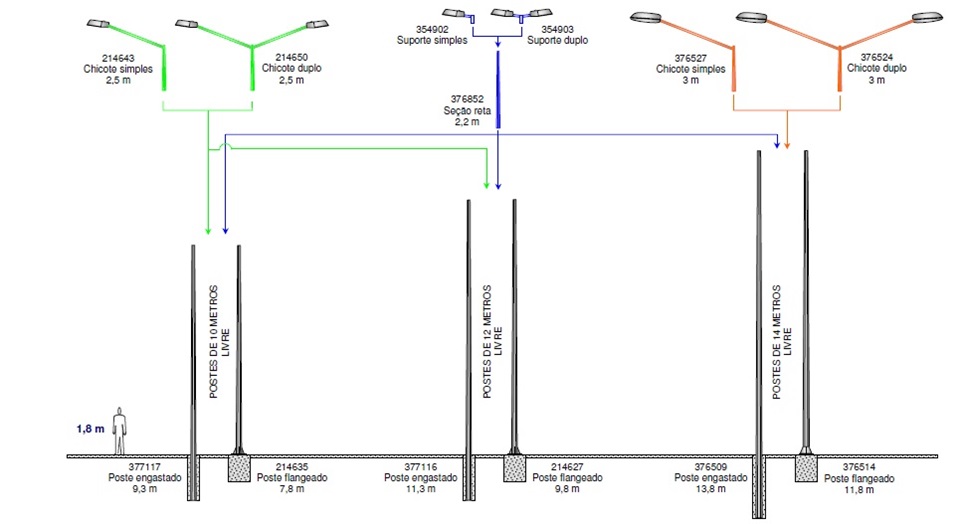 214643
Chicote simples
2,5 m
214650
Chicote duplo
2,5 m
354902
Suporte simples
354903
Suporte duplo
376527
Chicote simples
3 m
376524
Chicote duplo
3 m
376852
Seção reta
2,2 m
POSTES DE 10 METROS
LIVRE
POSTES DE 12 METROS
LIVRE
POSTES DE 14 METROS
LIVRE
1,8 m
377117
Poste engastado
9,3 m
214635
Poste flangeado
7,8 m
377116
Poste engastado
11,3 m
214627
Poste flangeado
9,8 m
376509
Poste engastado
13,8 m
376514
Poste flangeado
11,8 m